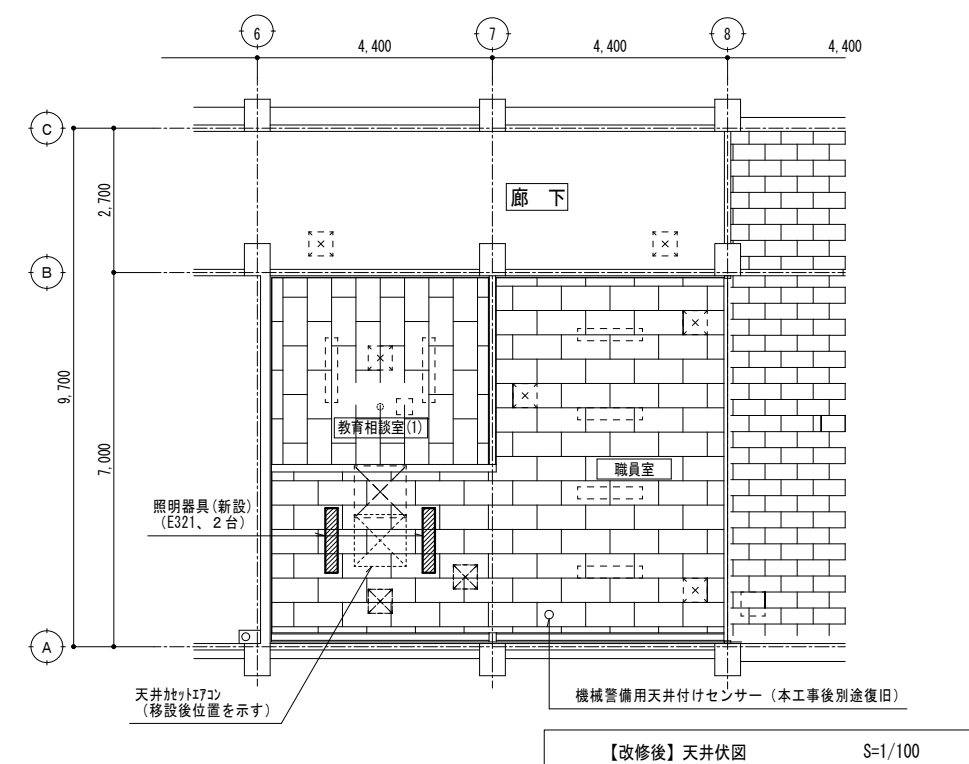 6
7
8
4,400
4,400
4,400
C
2,700
廊 下
B
9,700
7,000
教育相談室(1)
職員室
照明器具(新設)
(E321、2台)
A
天井カセットエアコン
(移設後位置を示す)
機械警備用天井付けセンサー (本工事後別途復旧)
【改修後】天井伏図 S=1/100